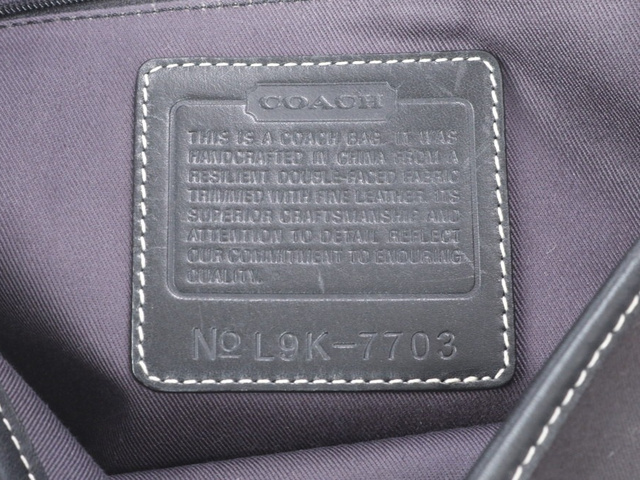 COACH
THIS IS A COACH BAG. IT WAS
HANDCRAFTED IN CHINA FROM A
RESILIENT DOUBLE-FACED FABRIC
TRIMMED WITH FINE LEATHER. ITS
SUPERIOR CRAFTSMANSHIP AND
ATTENTION TO DETAIL REFLECT
OUR COMMITMENT TO ENDURING
QUALITY.
No L9K-7703